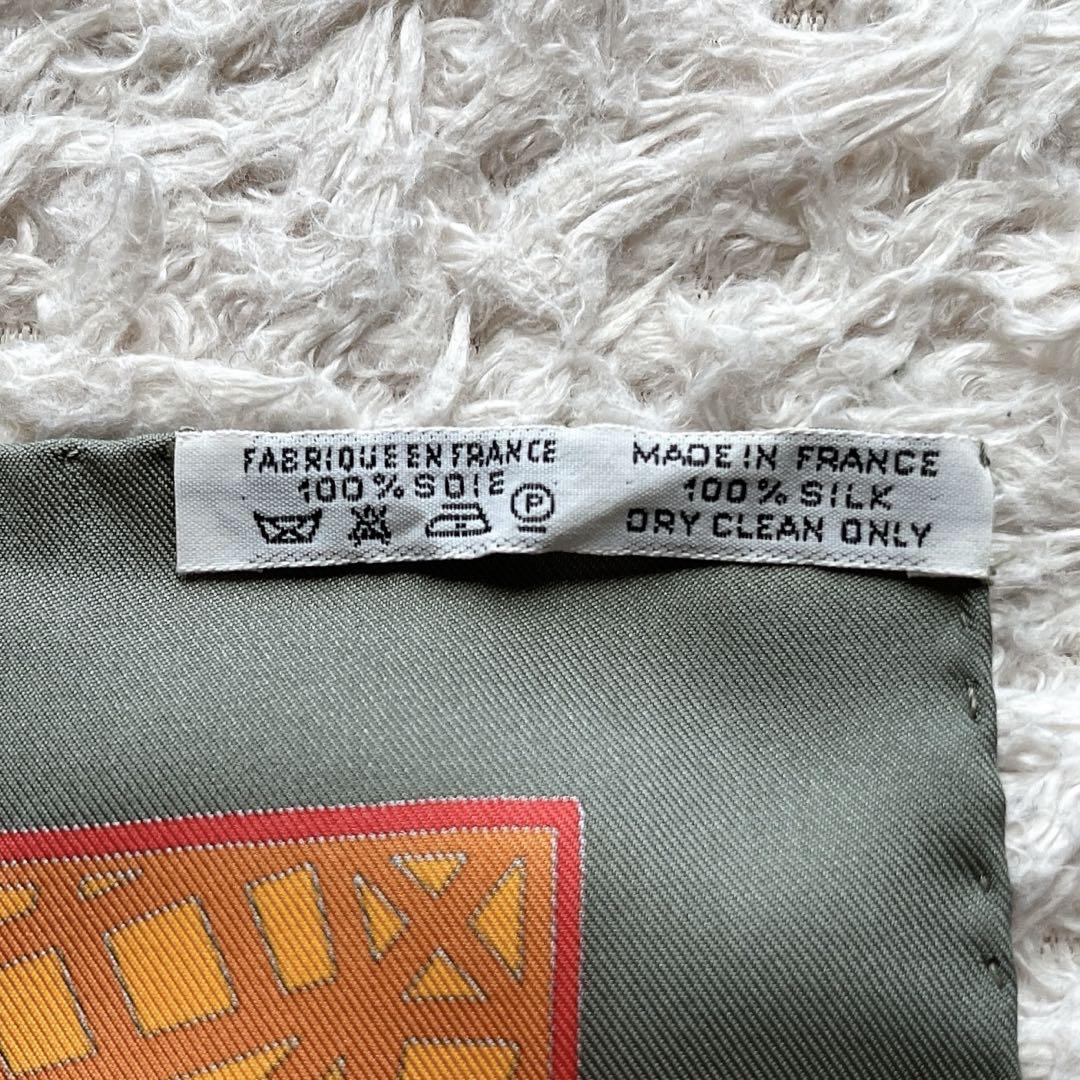 FABRIQUE EN FRANCE
100% SOIE
P
MADE IN FRANCE
100% SILK
DRY CLEAN ONLY